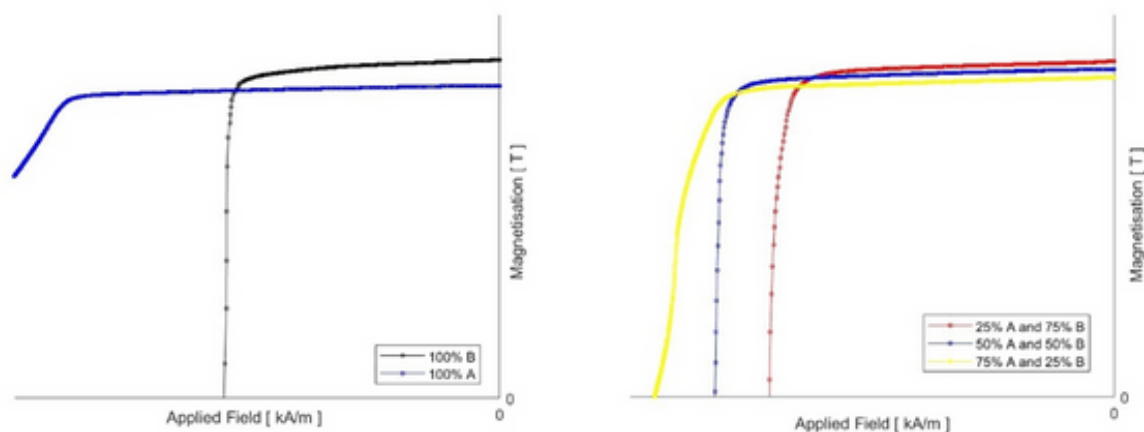 Magnetisation [ T ]
100% B
100% A
0
Applied Field [ kA/m ]
0
Magnetisation [ T ]
25% A and 75% B
50% A and 50% B
75% A and 25% B
0
Applied Field [ kA/m ]
0